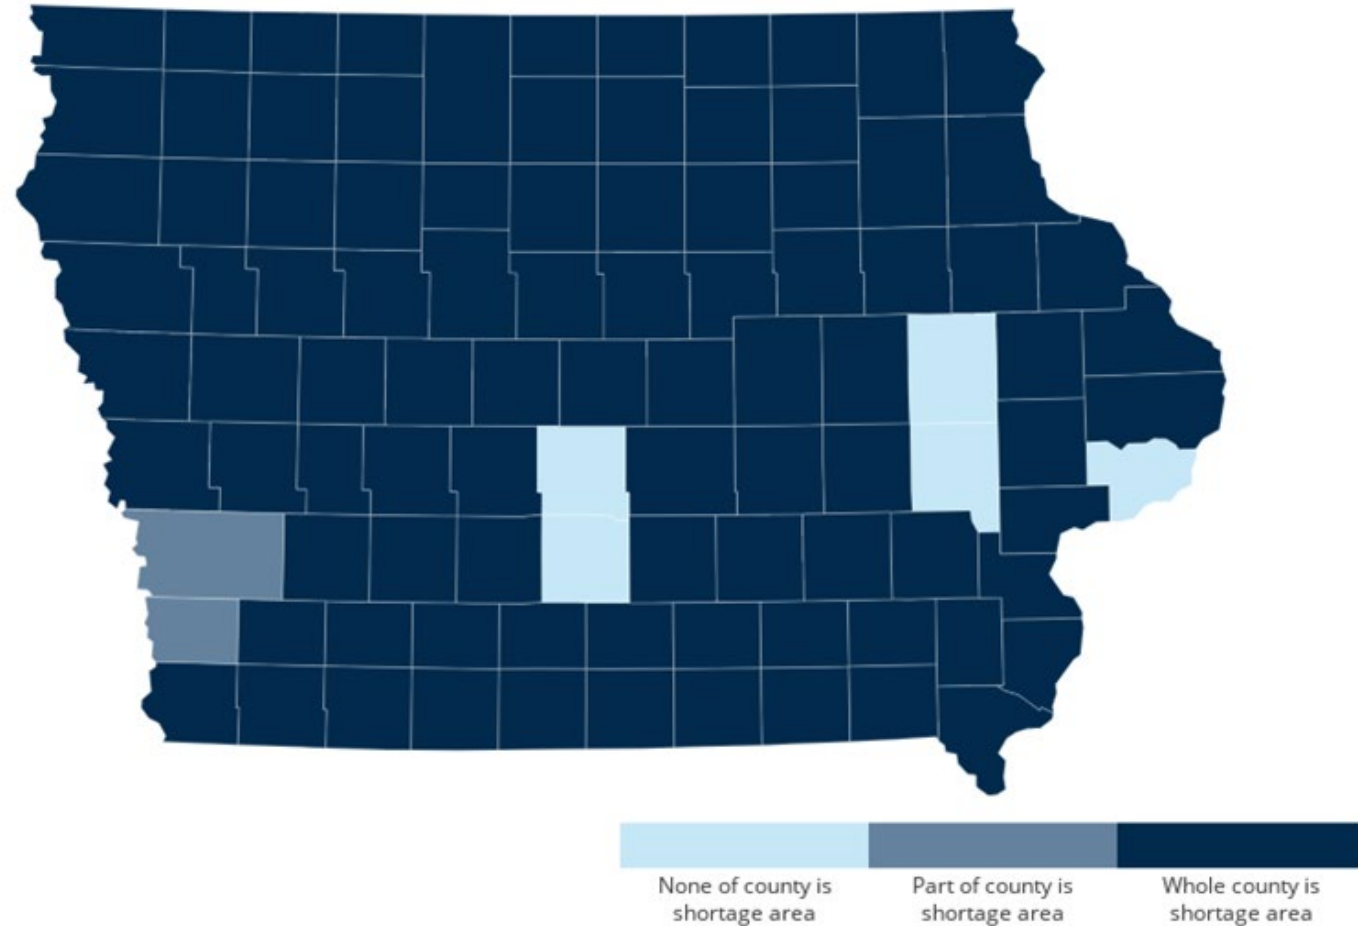 None of county is
shortage area
Part of county is
shortage area
Whole county is
shortage area